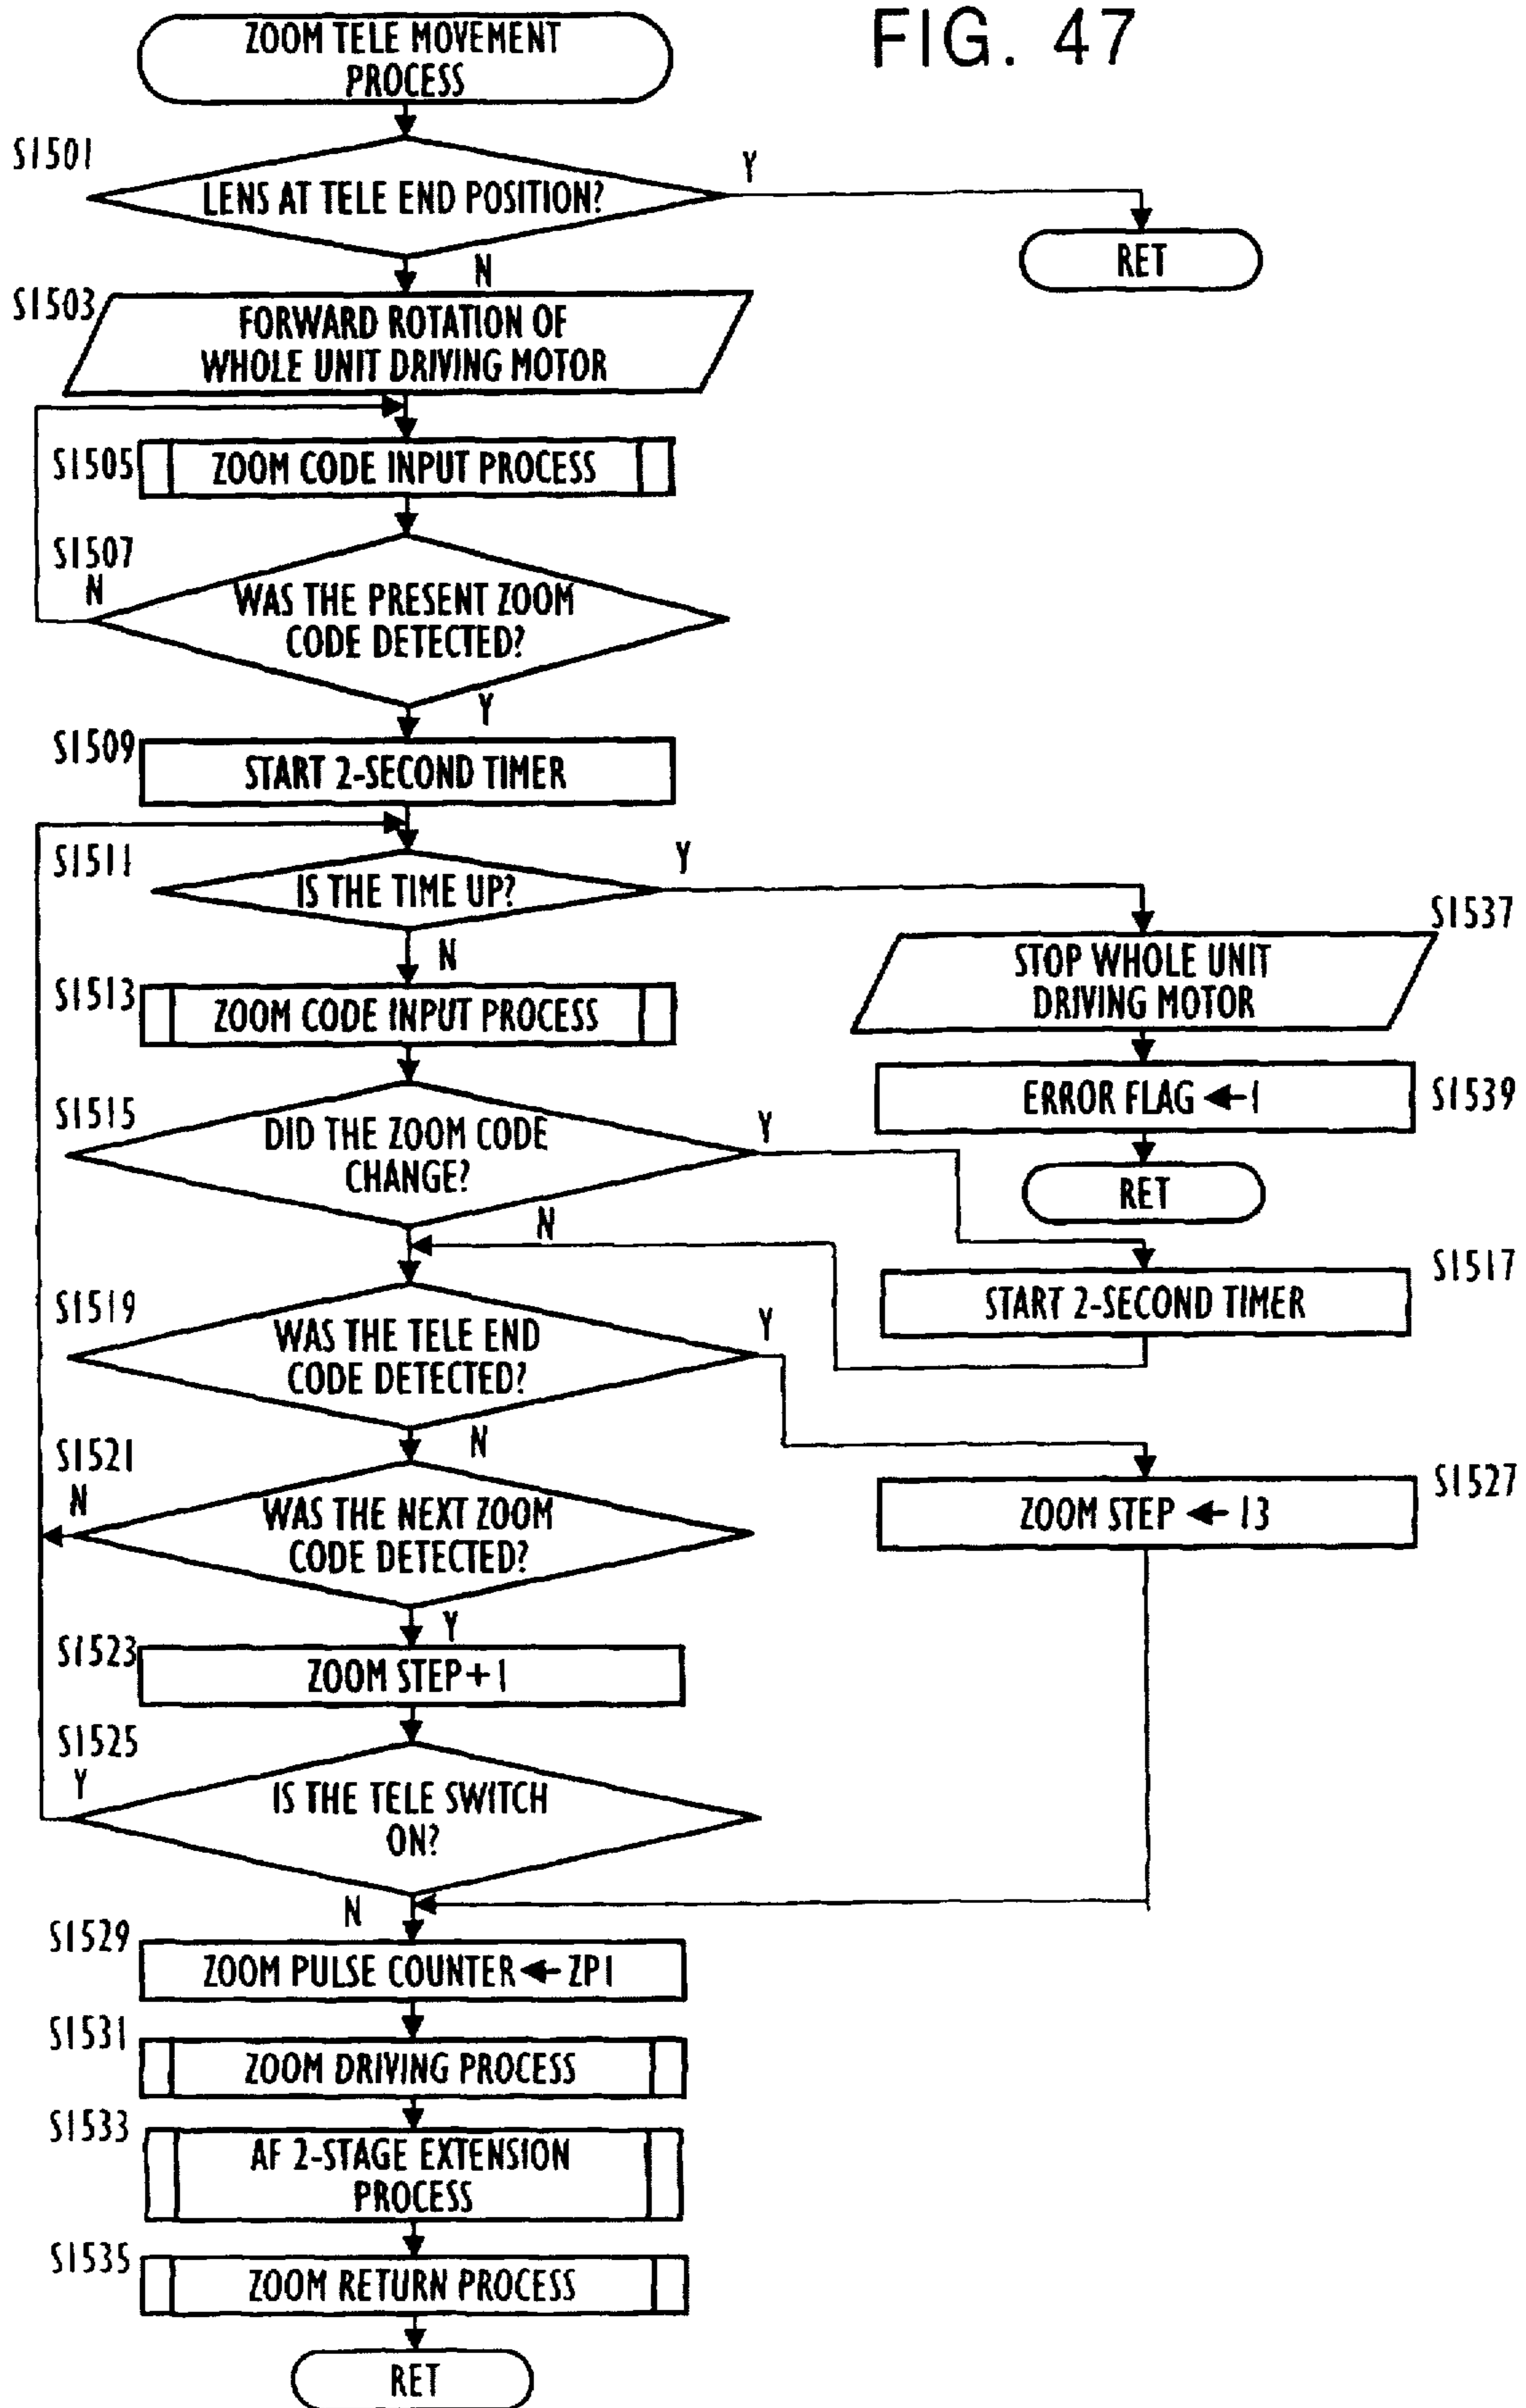 FIG. 47
ZOOM TELE MOVEMENT
PROCESS
S1501
LENS AT TELE END POSITION?
Y
RET
N
S1503
FORWARD ROTATION OF
WHOLE UNIT DRIVING MOTOR
S1505
ZOOM CODE INPUT PROCESS
S1507
N
WAS THE PRESENT ZOOM
CODE DETECTED?
Y
S1509
START 2-SECOND TIMER
S1511
IS THE TIME UP?
Y
N
S1537
STOP WHOLE UNIT
DRIVING MOTOR
S1513
ZOOM CODE INPUT PROCESS
ERROR FLAG ← 1
S1539
RET
S1515
DID THE ZOOM CODE
CHANGE?
Y
N
S1517
START 2-SECOND TIMER
S1519
WAS THE TELE END
CODE DETECTED?
Y
N
S1527
ZOOM STEP ← 13
S1521
N
WAS THE NEXT ZOOM
CODE DETECTED?
Y
S1523
ZOOM STEP+1
S1525
Y
IS THE TELE SWITCH
ON?
N
S1529
ZOOM PULSE COUNTER ← ZP1
S1531
ZOOM DRIVING PROCESS
S1533
AF 2-STAGE EXTENSION
PROCESS
S1535
ZOOM RETURN PROCESS
RET